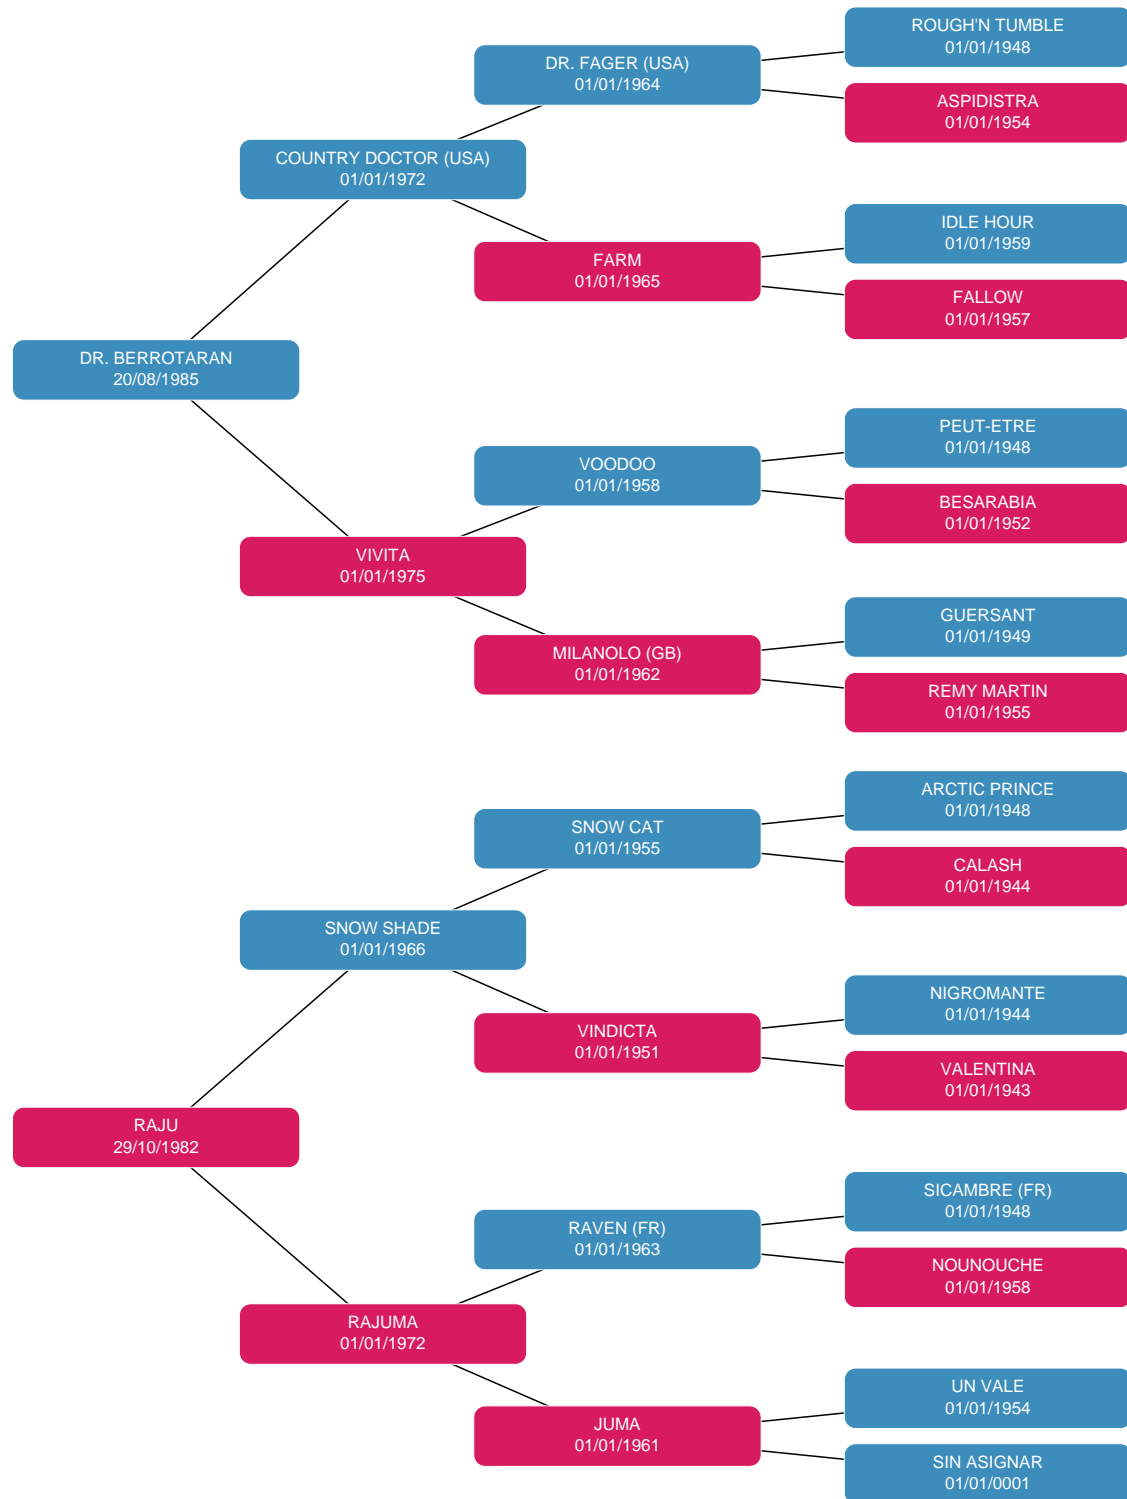 ROUGH'N TUMBLE
01/01/1948
DR. FAGER (USA)
01/01/1964
ASPIDISTRA
01/01/1954
COUNTRY DOCTOR (USA)
01/01/1972
IDLE HOUR
01/01/1959
FARM
01/01/1965
FALLOW
01/01/1957
DR. BERROTARAN
20/08/1985
PEUT-ETRE
01/01/1948
VOODOO
01/01/1958
BESARABIA
01/01/1952
VIVITA
01/01/1975
GUERSANT
01/01/1949
MILANOLO (GB)
01/01/1962
REMY MARTIN
01/01/1955
ARCTIC PRINCE
01/01/1948
SNOW CAT
01/01/1955
CALASH
01/01/1944
SNOW SHADE
01/01/1966
NIGROMANTE
01/01/1944
VINDICTA
01/01/1951
VALENTINA
01/01/1943
RAJU
29/10/1982
SICAMBRE (FR)
01/01/1948
RAVEN (FR)
01/01/1963
NOUNOUCHE
01/01/1958
RAJUMA
01/01/1972
UN VALE
01/01/1954
JUMA
01/01/1961
SIN ASIGNAR
01/01/0001